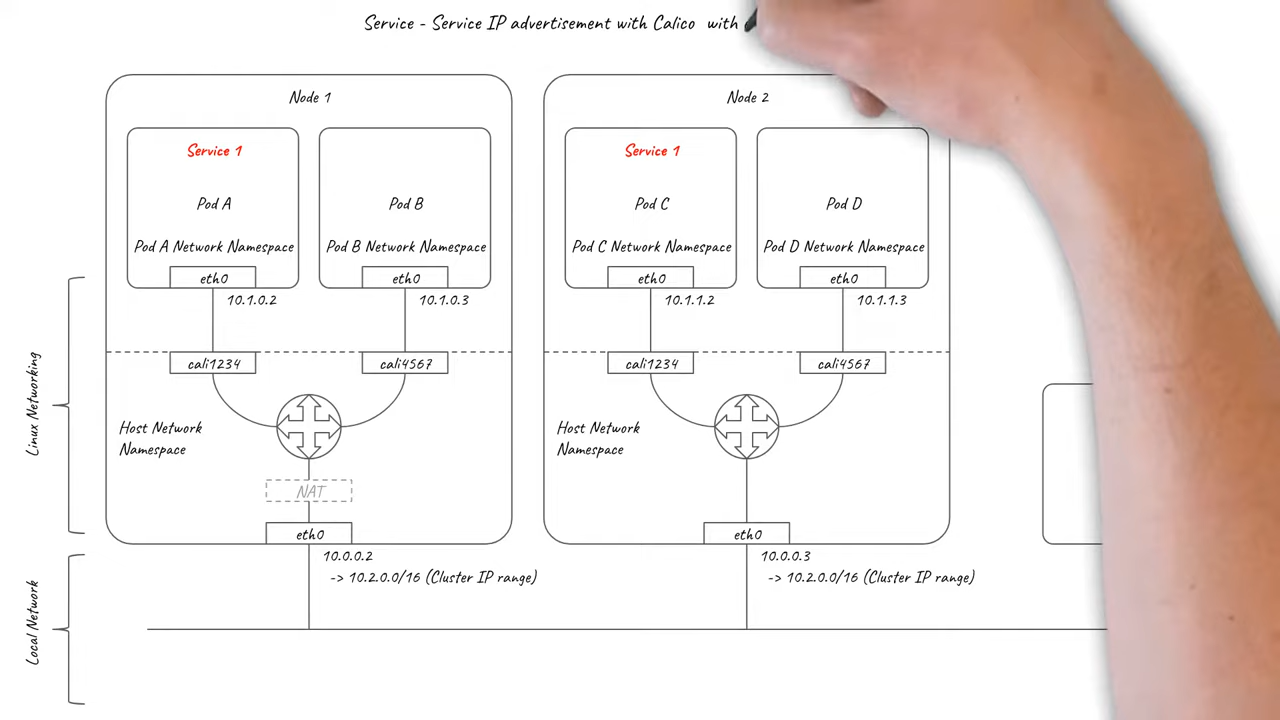 Service - Service IP advertisement with Calico with
Node 1
Service 1
Pod A
Pod A Network Namespace
eth0
10.1.0.2
Pod B
Pod B Network Namespace
eth0
10.1.0.3
cali1234
cali4567
Host Network
Namespace
NAT
eth0
10.0.0.2
-> 10.2.0.0/16 (Cluster IP range)
Node 2
Service 1
Pod C
Pod C Network Namespace
eth0
10.1.1.2
Pod D
Pod D Network Namespace
eth0
10.1.1.3
cali1234
cali4567
Host Network
Namespace
eth0
10.0.0.3
-> 10.2.0.0/16 (Cluster IP range)
Linux Networking
Local Network